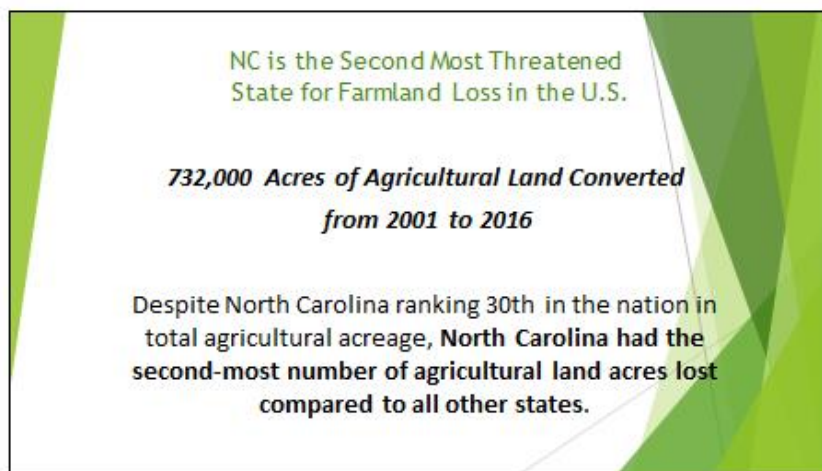 NC is the Second Most Threatened
State for Farmland Loss in the U.S.
732,000 Acres of Agricultural Land Converted
from 2001 to 2016
Despite North Carolina ranking 30th in the nation in
total agricultural acreage, North Carolina had the
second-most number of agricultural land acres lost
compared to all other states.